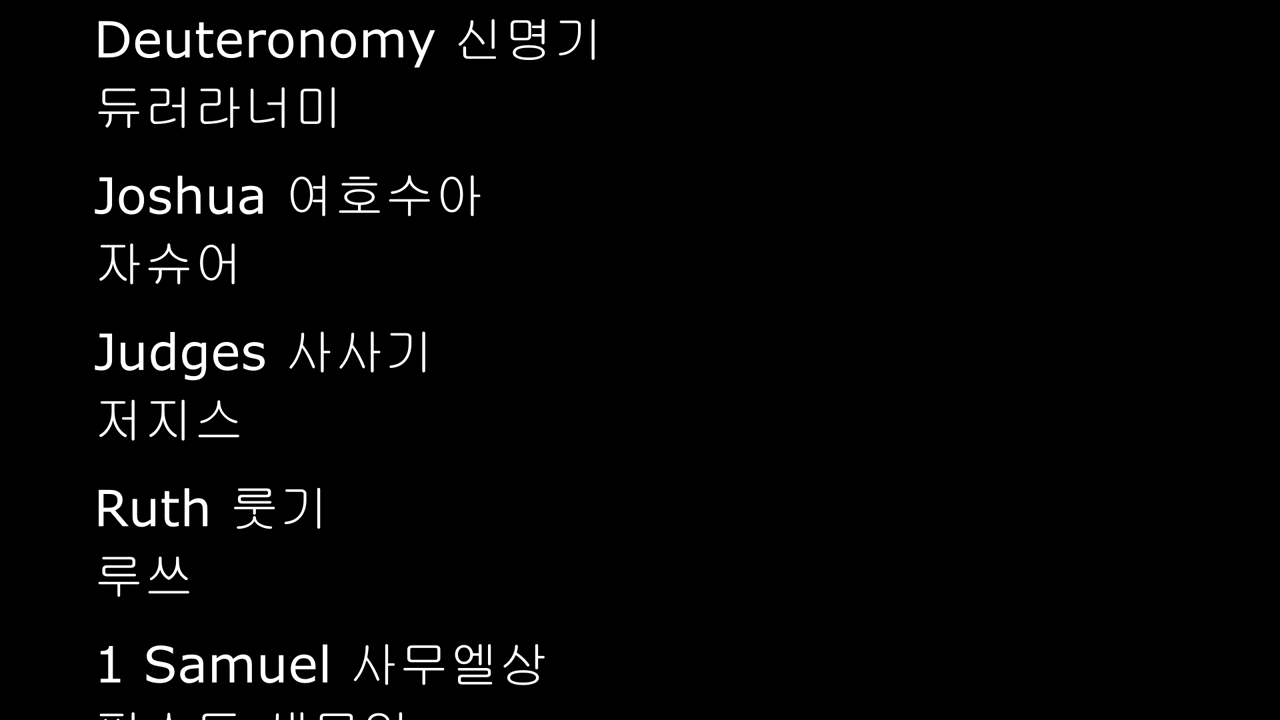 Deuteronomy 신명기
듀러라너미
Joshua 여호수아
자슈어
Judges 사사기
저지스
Ruth 룻기
루쓰
1 Samuel 사무엘상